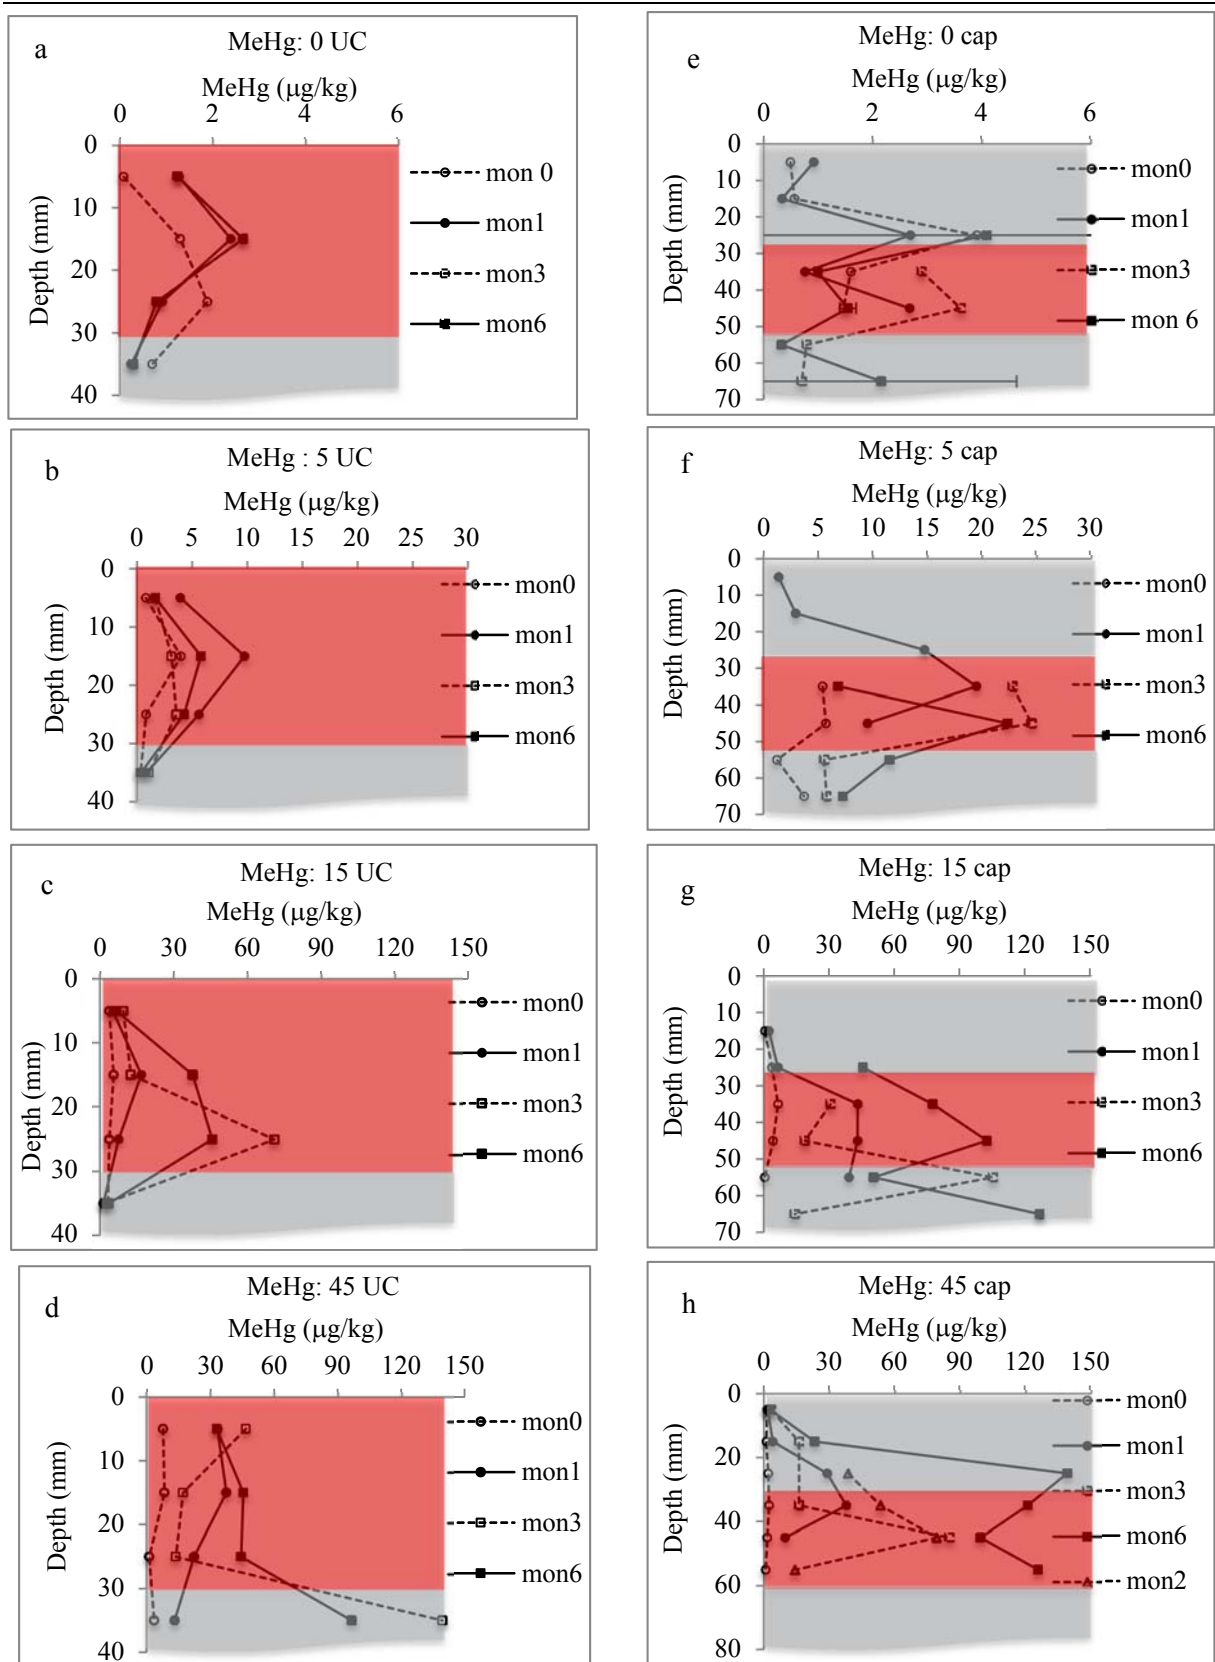 a
MeHg: 0 UC
MeHg (µg/kg)
0 2 4 6
0
10
20
30
40
Depth (mm)
mon 0
mon1
mon3
mon6
e
MeHg: 0 cap
MeHg (µg/kg)
0 2 4 6
0
10
20
30
40
50
60
70
Depth (mm)
mon0
mon1
mon3
mon 6
b
MeHg : 5 UC
MeHg (µg/kg)
0 5 10 15 20 25 30
0
10
20
30
40
Depth (mm)
mon0
mon1
mon3
mon6
f
MeHg: 5 cap
MeHg (µg/kg)
0 5 10 15 20 25 30
0
10
20
30
40
50
60
70
Depth (mm)
mon0
mon1
mon3
mon6
c
MeHg: 15 UC
MeHg (µg/kg)
0 30 60 90 120 150
0
10
20
30
40
Depth (mm)
mon0
mon1
mon3
mon6
g
MeHg: 15 cap
MeHg (µg/kg)
0 30 60 90 120 150
0
10
20
30
40
50
60
70
Depth (mm)
mon0
mon1
mon3
mon6
d
MeHg: 45 UC
MeHg (µg/kg)
0 30 60 90 120 150
0
10
20
30
40
Depth (mm)
mon0
mon1
mon3
mon6
h
MeHg: 45 cap
MeHg (µg/kg)
0 30 60 90 120 150
0
20
40
60
80
Depth (mm)
mon0
mon1
mon3
mon6
mon2